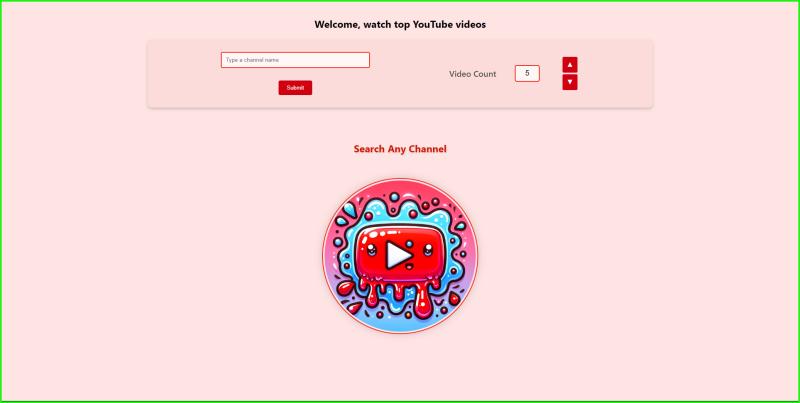 Welcome, watch top YouTube videos
Type a channel name
Submit
Video Count
5
▲
▼
Search Any Channel